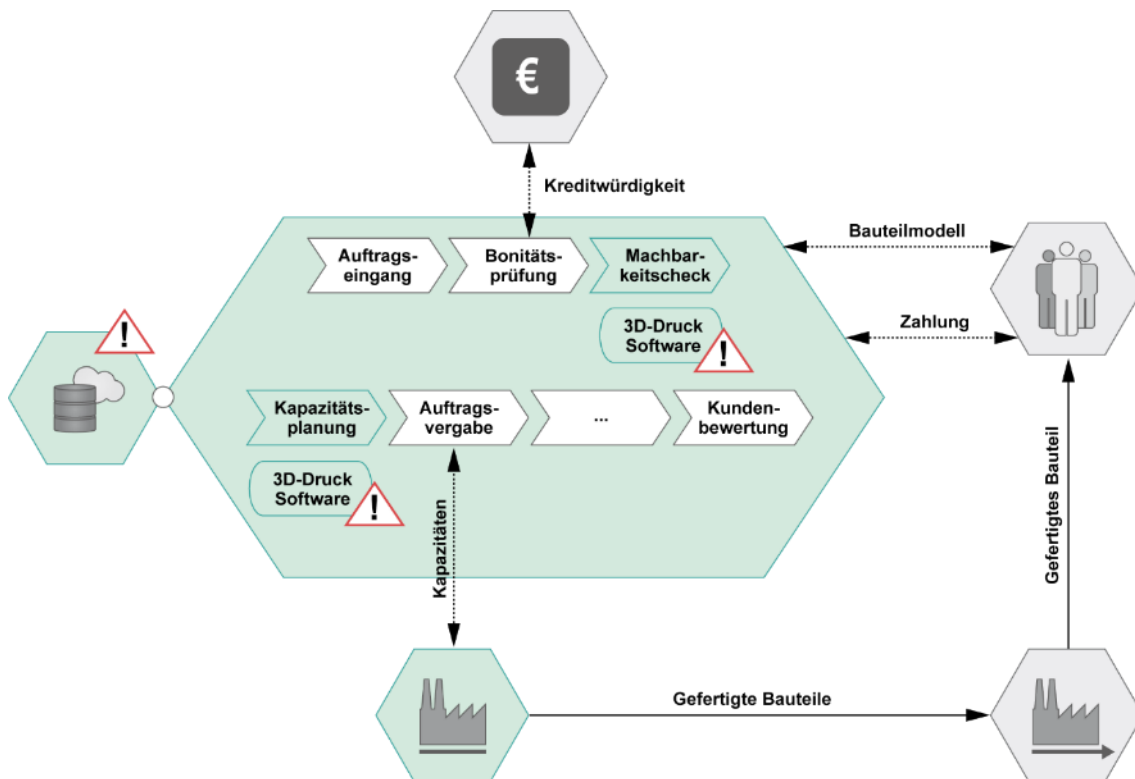 €
Kreditwürdigkeit
Auftrags-
eingang
Bonitäts-
prüfung
Machbar-
keitscheck
Bauteilmodell
3D-Druck
Software
!
Zahlung
!
Kapazitäts-
planung
Auftrags-
vergabe
...
Kunden-
bewertung
3D-Druck
Software
!
Kapazitäten
Gefertigtes Bauteil
Gefertigte Bauteile